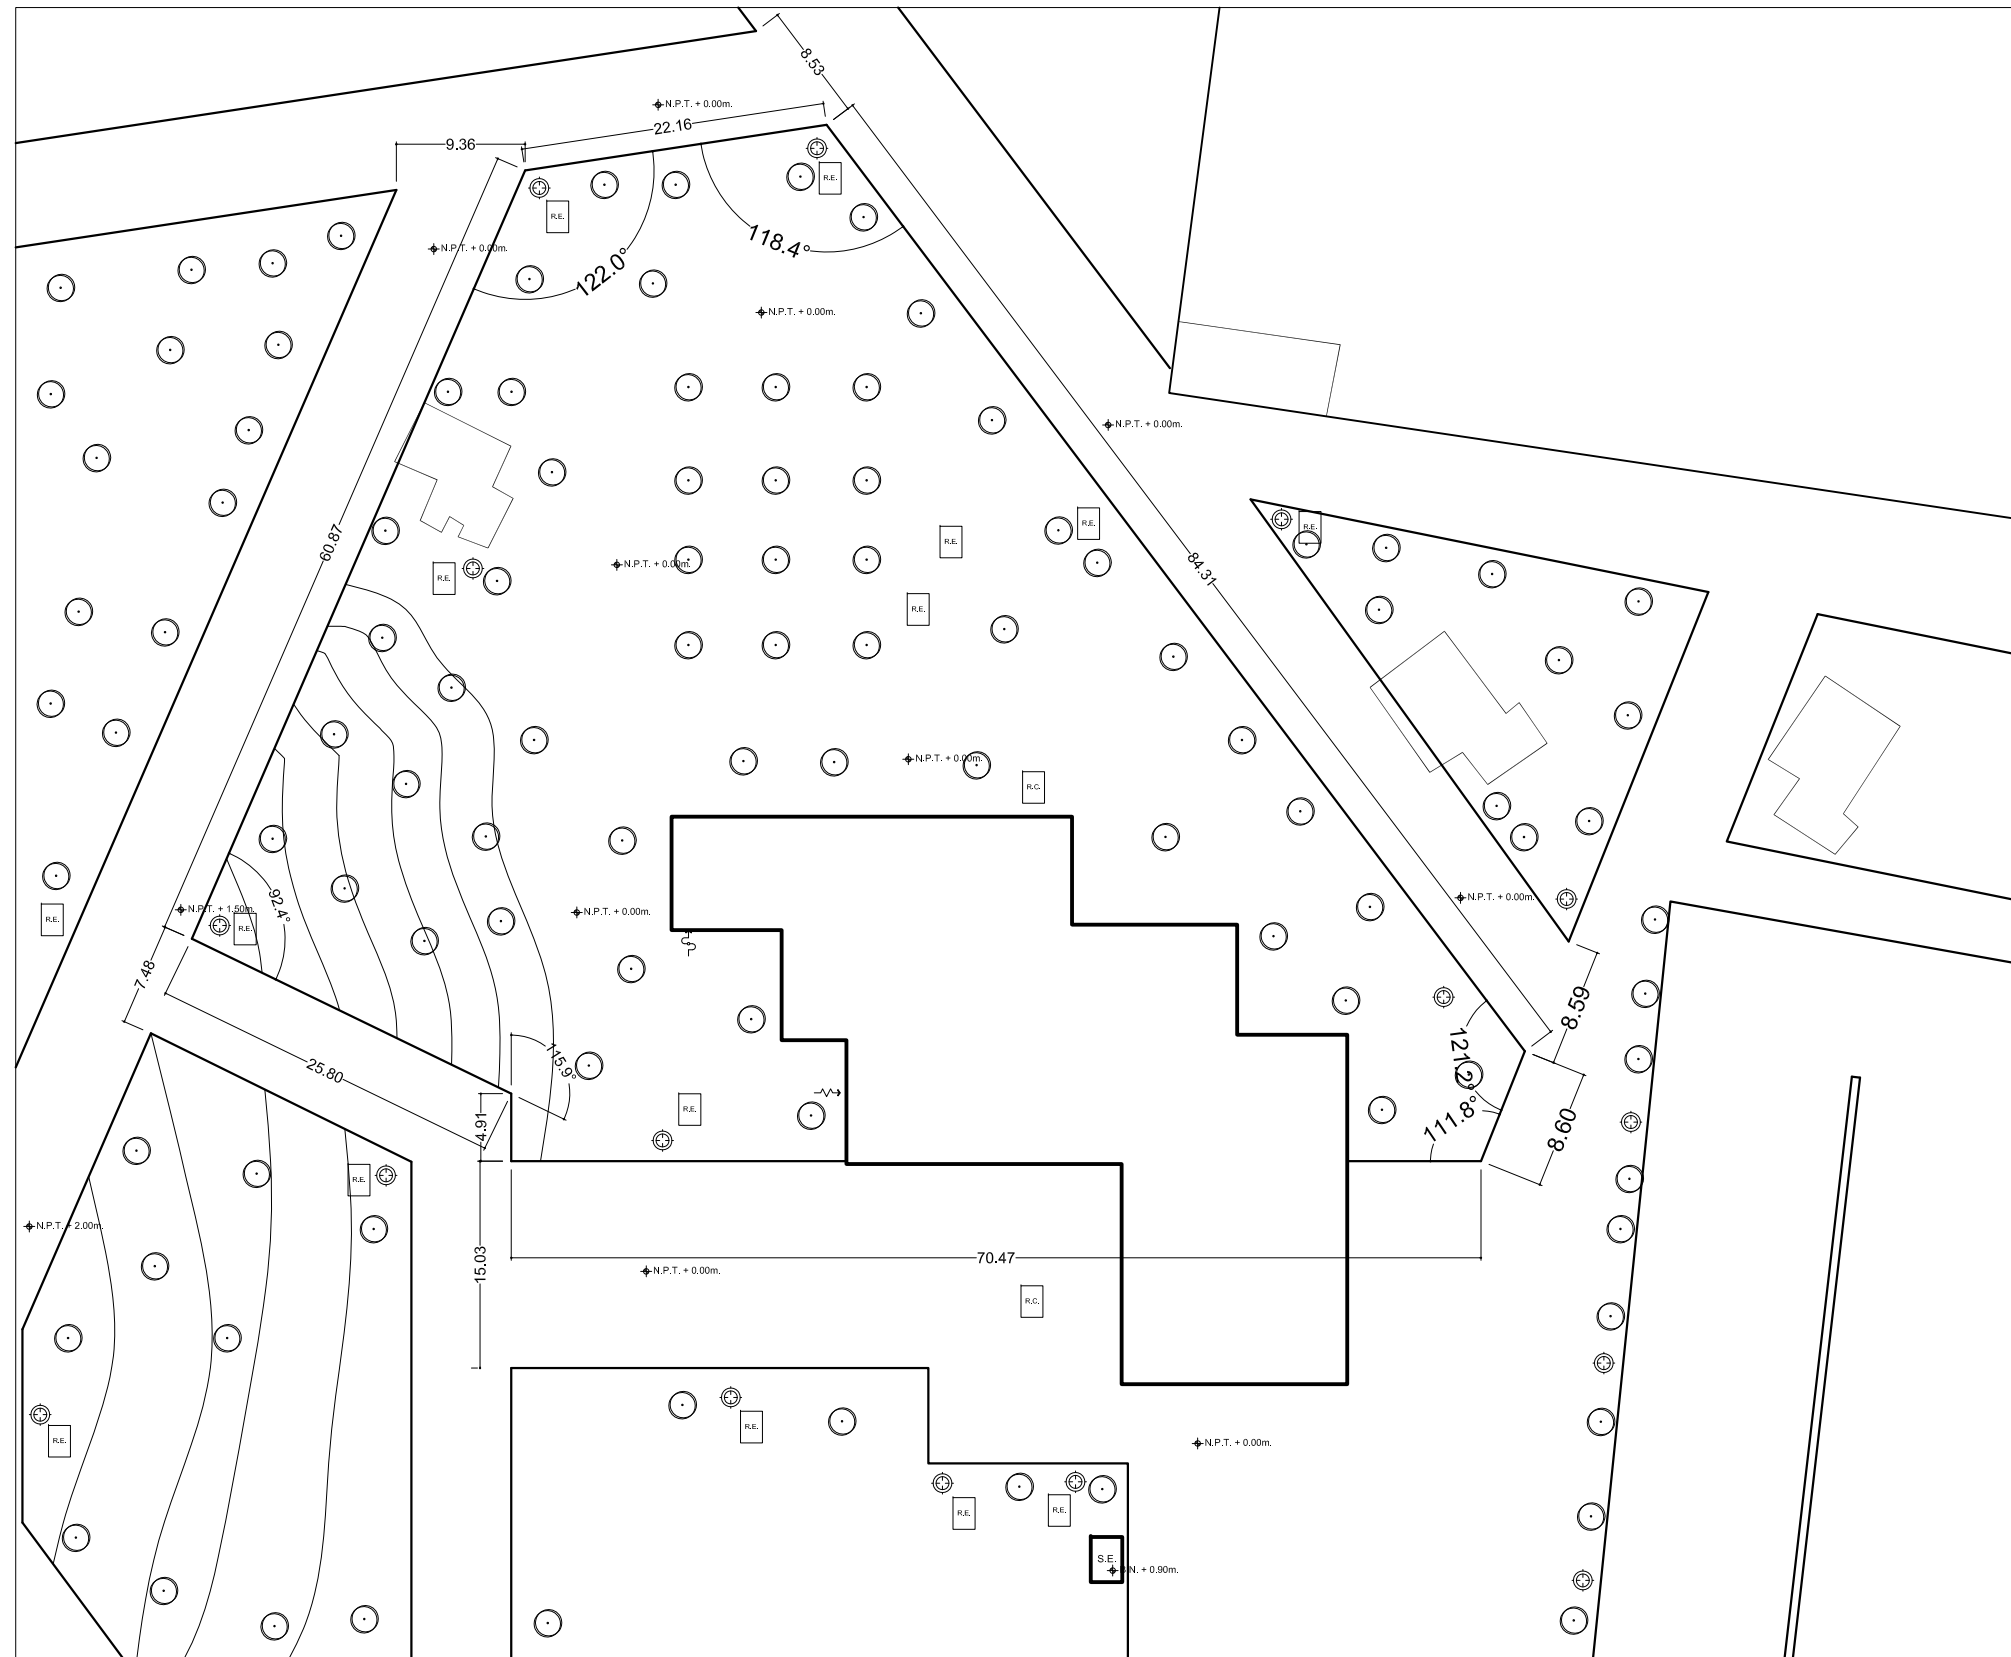 8.53
N.P.T. + 0.00m.
22.16
9.36
R.E.
R.E.
118.4°
N.P.T. + 0.00m.
122.0°
N.P.T. + 0.00m.
N.P.T. + 0.00m.
R.E.
R.E.
R.E.
60.87
N.P.T. + 0.00m.
84.31
R.E.
R.E.
N.P.T. + 0.00m.
R.C.
N.P.T. + 0.00m.
N.P.T. + 1.50m.
92.4°
N.P.T. + 0.00m.
R.E.
R.E.
7.48
8.59
25.80
115.9°
121.2°
R.E.
4.91
111.8°
8.60
R.E.
N.P.T. + 2.00m.
15.03
70.47
N.P.T. + 0.00m.
R.C.
R.E.
R.E.
N.P.T. + 0.00m.
R.E.
R.E.
S.E.
B.N. + 0.90m.